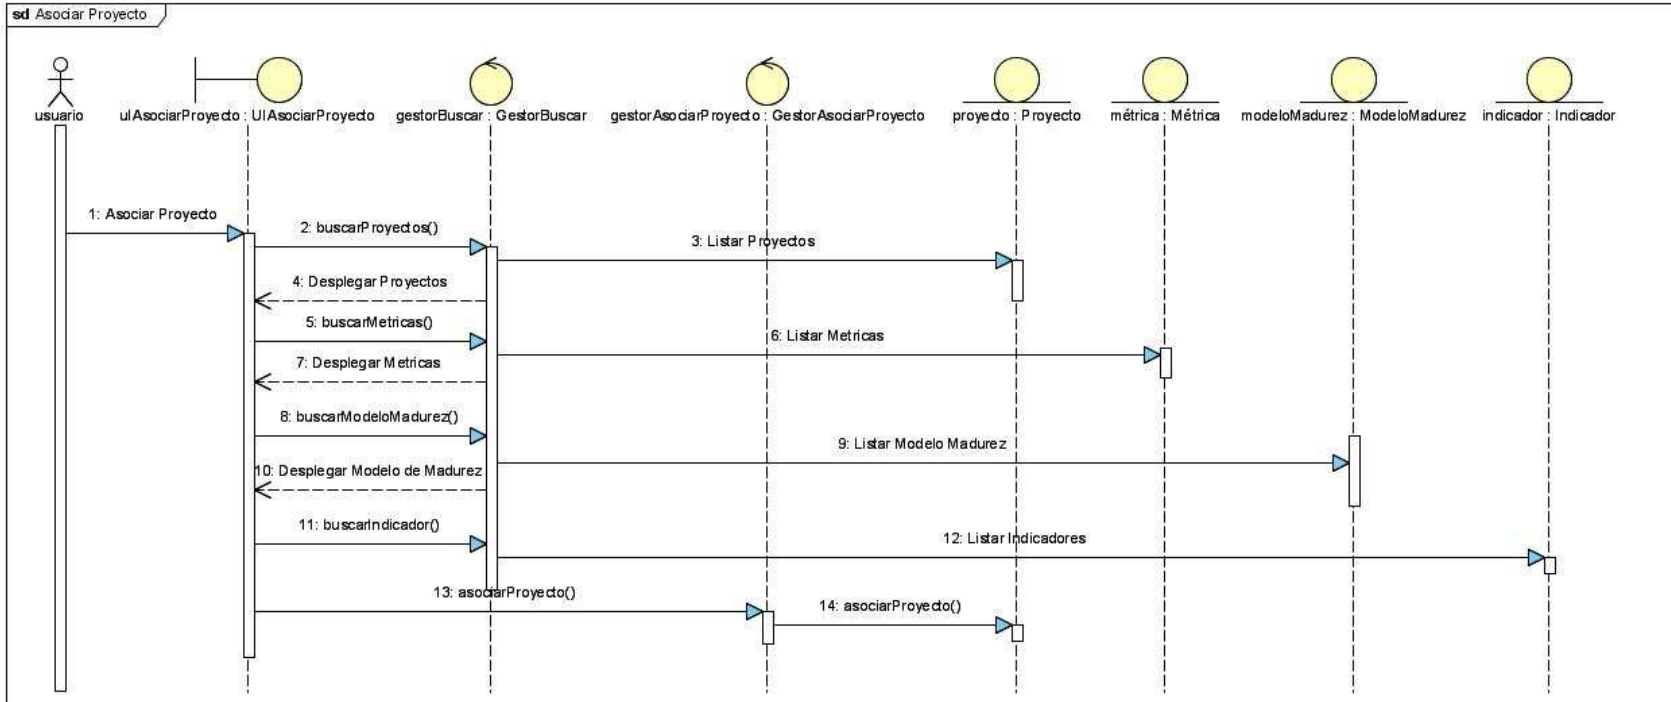 sd Asociar Proyecto
usuario
uIAsociarProyecto : UIAsociarProyecto
gestorBuscar : GestorBuscar
gestorAsociarProyecto : GestorAsociarProyecto
proyecto : Proyecto
métrica : Métrica
modeloMadurez : ModeloMadurez
indicador : Indicador
1: Asociar Proyecto
2: buscarProyectos()
3: Listar Proyectos
4: Desplegar Proyectos
5: buscarMetricas()
6: Listar Metricas
7: Desplegar Metricas
8: buscarModeloMadurez()
9: Listar Modelo Madurez
10: Desplegar Modelo de Madurez
11: buscarIndicador()
12: Listar Indicadores
13: asociarProyecto()
14: asociarProyecto()